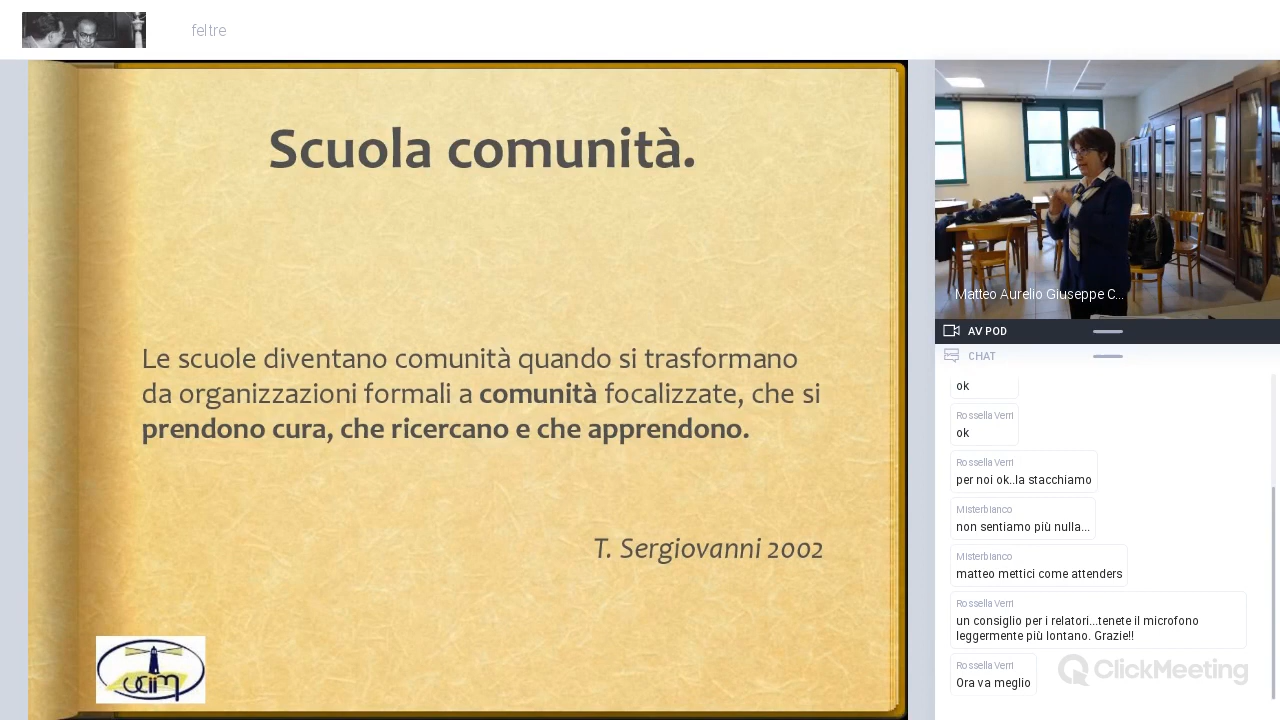 feltre
Scuola comunità.
Le scuole diventano comunità quando si trasformano
da organizzazioni formali a comunità focalizzate, che si
prendono cura, che ricercano e che apprendono.
T. Sergiovanni 2002
ucim
Matteo Aurelio Giuseppe C...
AV POD
CHAT
ok
Rossella Verri
ok
Rossella Verri
per noi ok..la stacchiamo
Misterbianco
non sentiamo più nulla...
Misterbianco
matteo mettici come attenders
Rossella Verri
un consiglio per i relatori...tenete il microfono
leggermente più lontano. Grazie!!
Rossella Verri
Ora va meglio
ClickMeeting